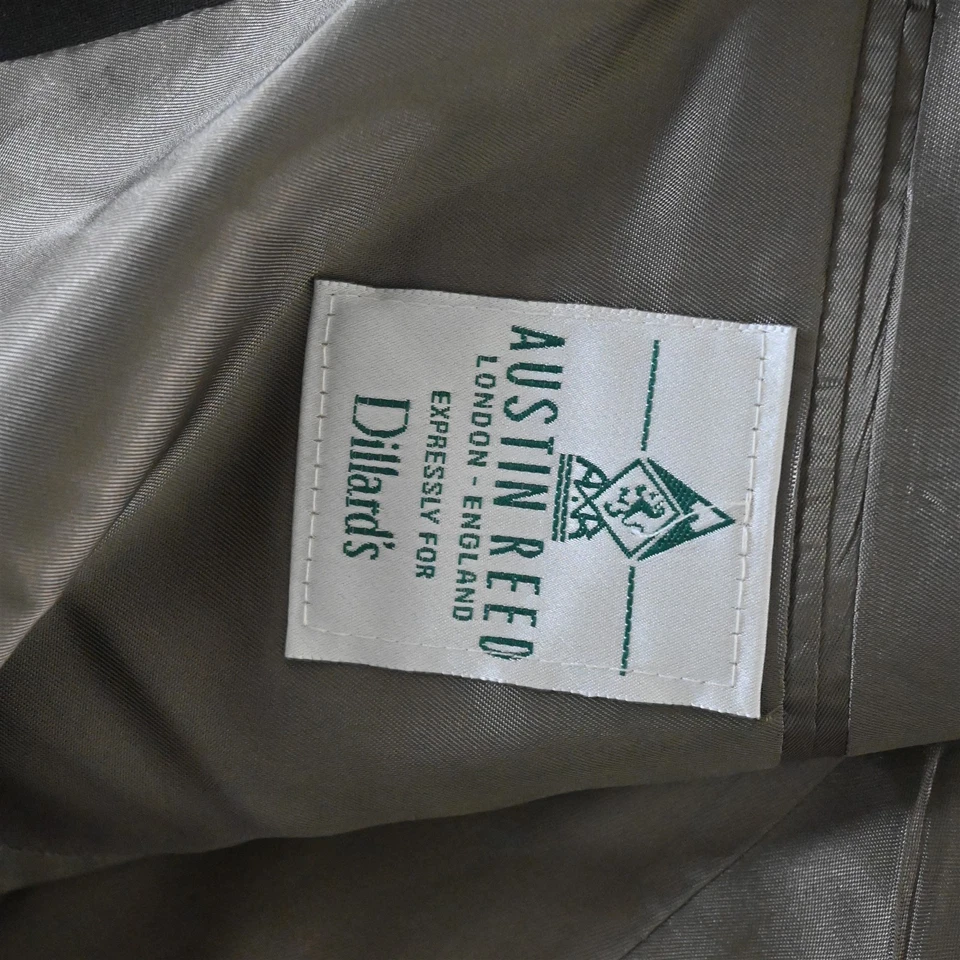 AUSTIN REED
LONDON - ENGLAND
EXPRESSLY FOR
Dillard's